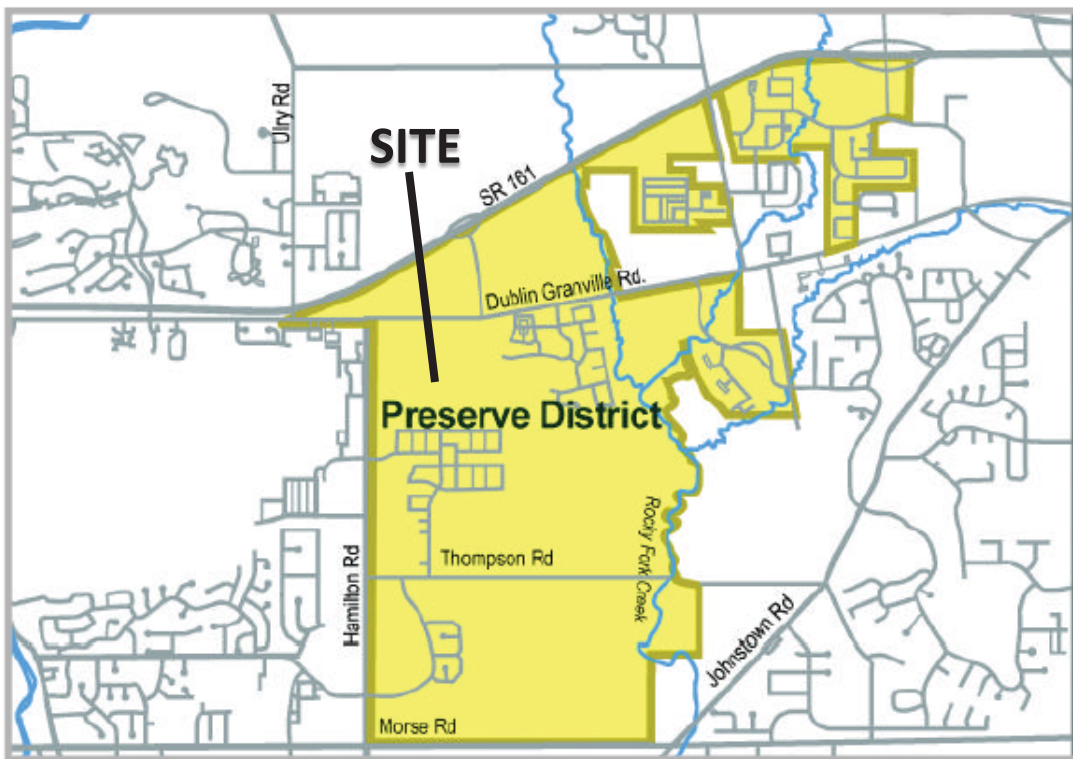 Ulry Rd
SITE
SR 161
Dublin Granville Rd.
Preserve District
Rocky Fork Creek
Thompson Rd
Hamilton Rd
Johnstown Rd
Morse Rd